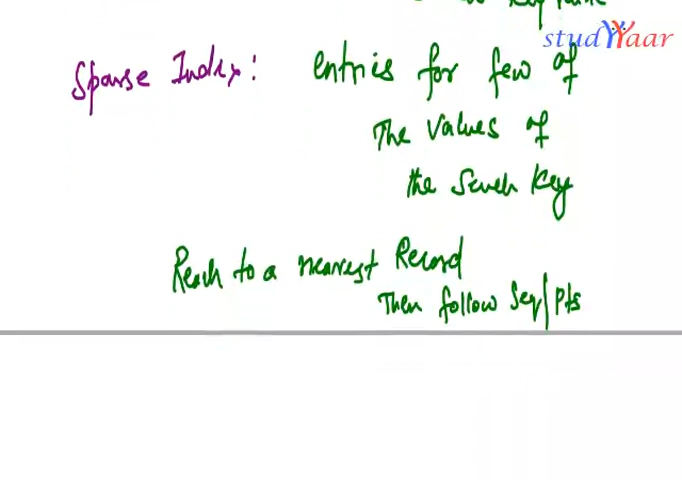 studYYaar
Sparse Index: entries for few of
The Values of
the Search Key
Reach to a nearest Record
Then follow Seq/Pts